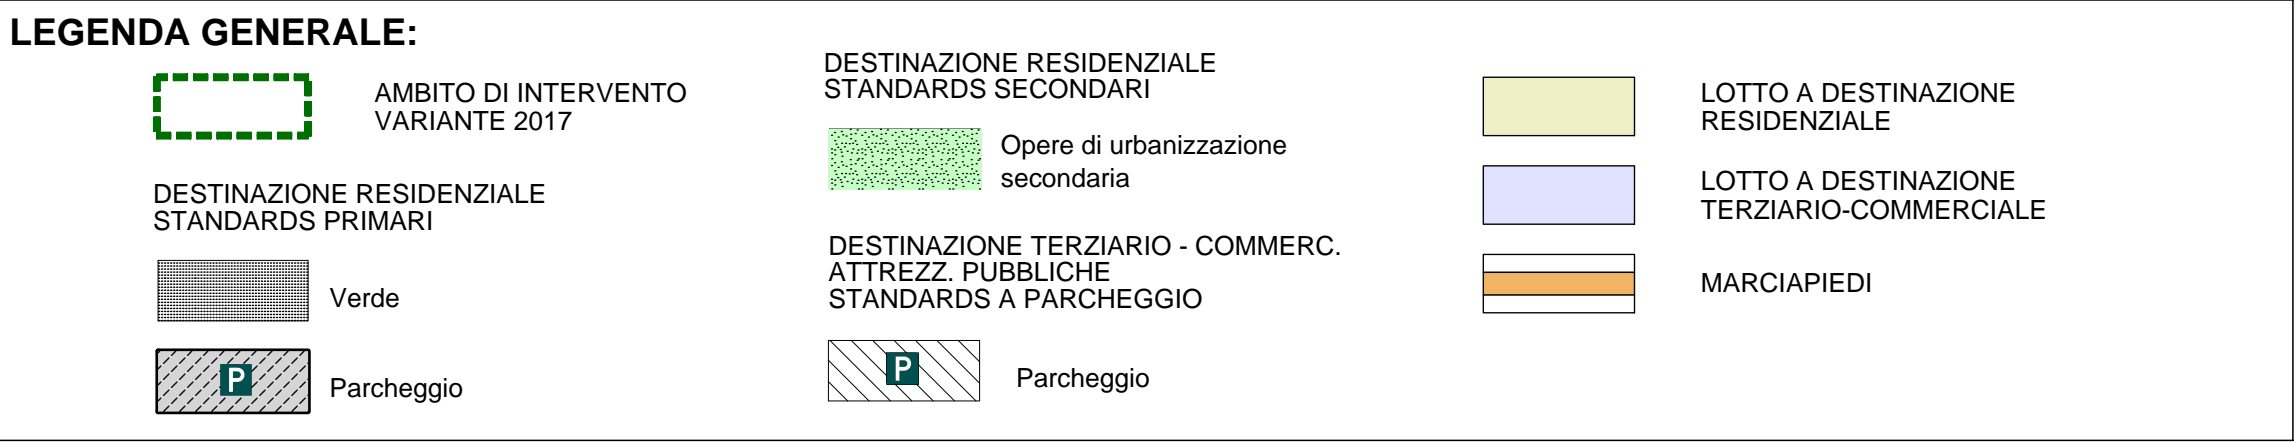 LEGENDA GENERALE:
AMBITO DI INTERVENTO
VARIANTE 2017
DESTINAZIONE RESIDENZIALE
STANDARDS PRIMARI
Verde
P
Parcheggio
DESTINAZIONE RESIDENZIALE
STANDARDS SECONDARI
Opere di urbanizzazione
secondaria
DESTINAZIONE TERZIARIO - COMMERC.
ATTREZZ. PUBBLICHE
STANDARDS A PARCHEGGIO
P
Parcheggio
LOTTO A DESTINAZIONE
RESIDENZIALE
LOTTO A DESTINAZIONE
TERZIARIO-COMMERCIALE
MARCIAPIEDI